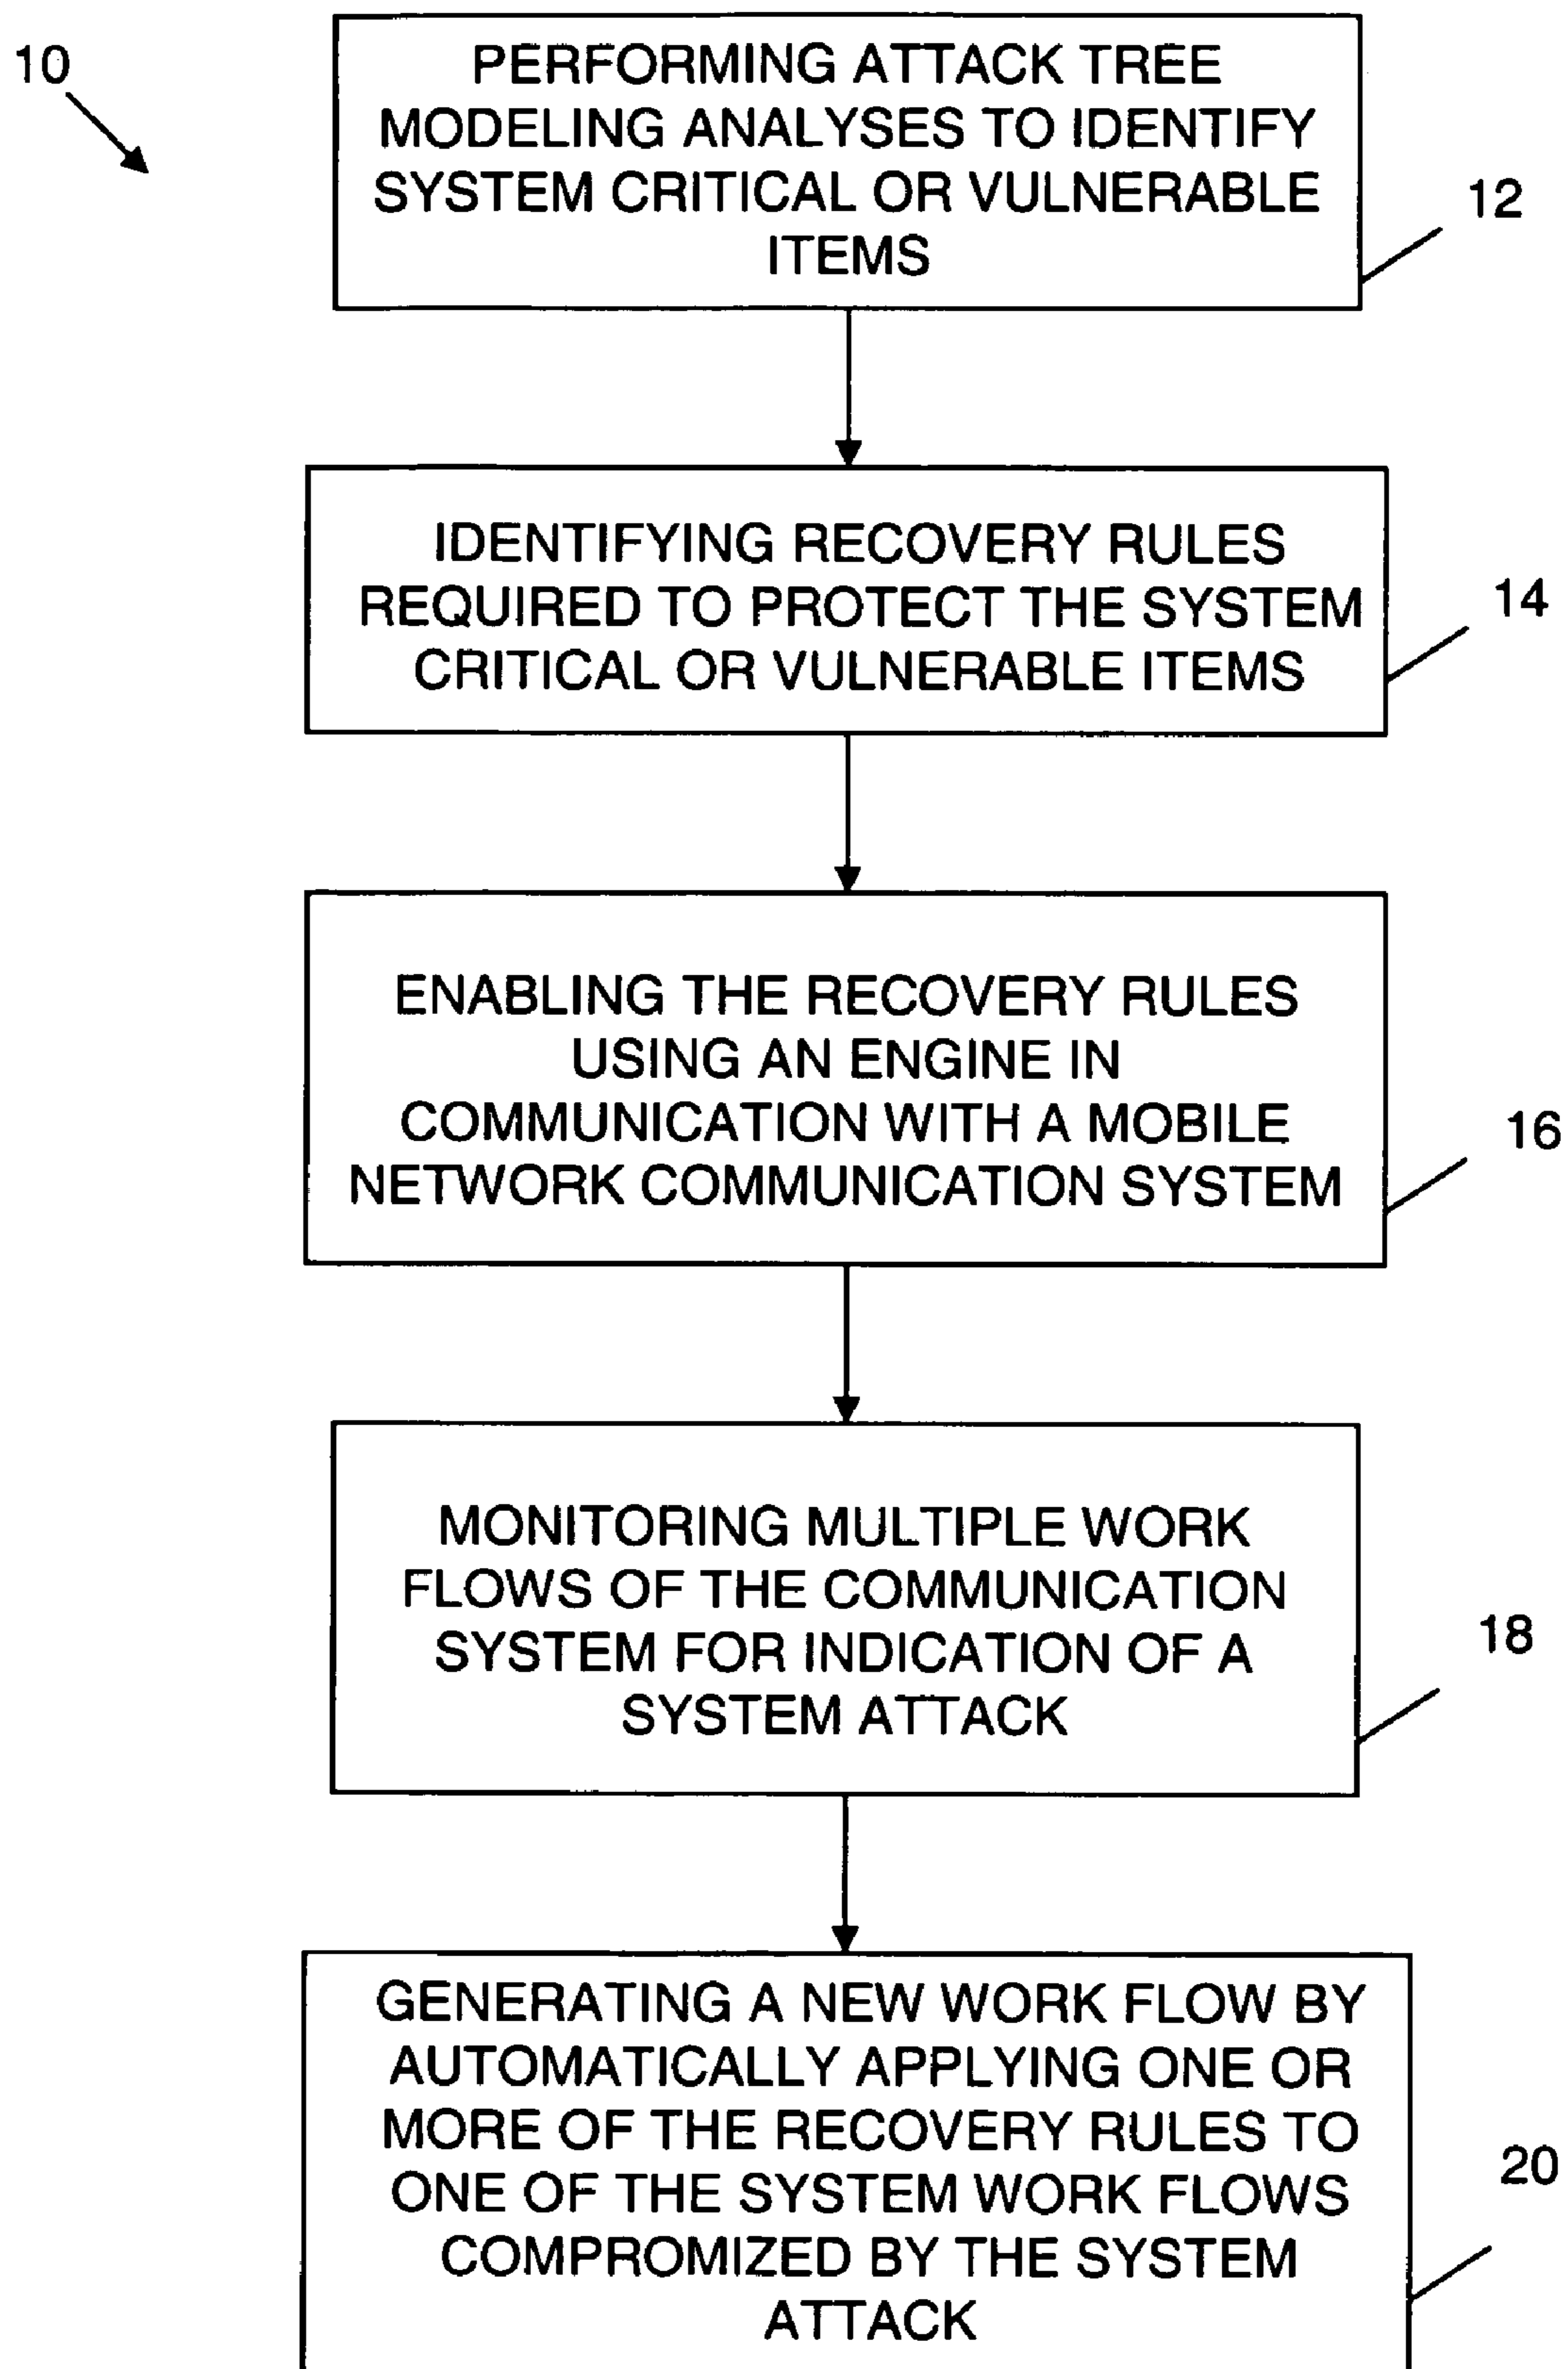 10
PERFORMING ATTACK TREE
MODELING ANALYSES TO IDENTIFY
SYSTEM CRITICAL OR VULNERABLE
ITEMS
12
IDENTIFYING RECOVERY RULES
REQUIRED TO PROTECT THE SYSTEM
CRITICAL OR VULNERABLE ITEMS
14
ENABLING THE RECOVERY RULES
USING AN ENGINE IN
COMMUNICATION WITH A MOBILE
NETWORK COMMUNICATION SYSTEM
16
MONITORING MULTIPLE WORK
FLOWS OF THE COMMUNICATION
SYSTEM FOR INDICATION OF A
SYSTEM ATTACK
18
GENERATING A NEW WORK FLOW BY
AUTOMATICALLY APPLYING ONE OR
MORE OF THE RECOVERY RULES TO
ONE OF THE SYSTEM WORK FLOWS
COMPROMIZED BY THE SYSTEM
ATTACK
20